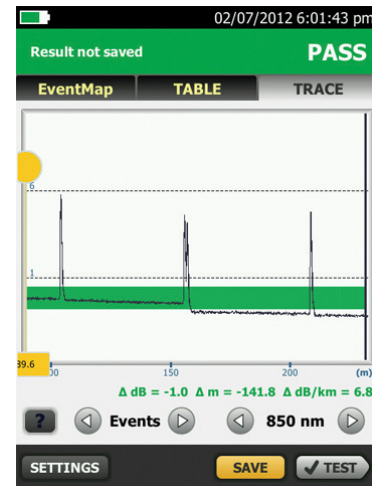 02/07/2012 6:01:43 pm
Result not saved PASS
EventMap TABLE TRACE
6
1
39.6
00 150 200 (m)
Δ dB = -1.0 Δ m = -141.8 Δ dB/km = 6.8
? Events 850 nm
SETTINGS SAVE TEST